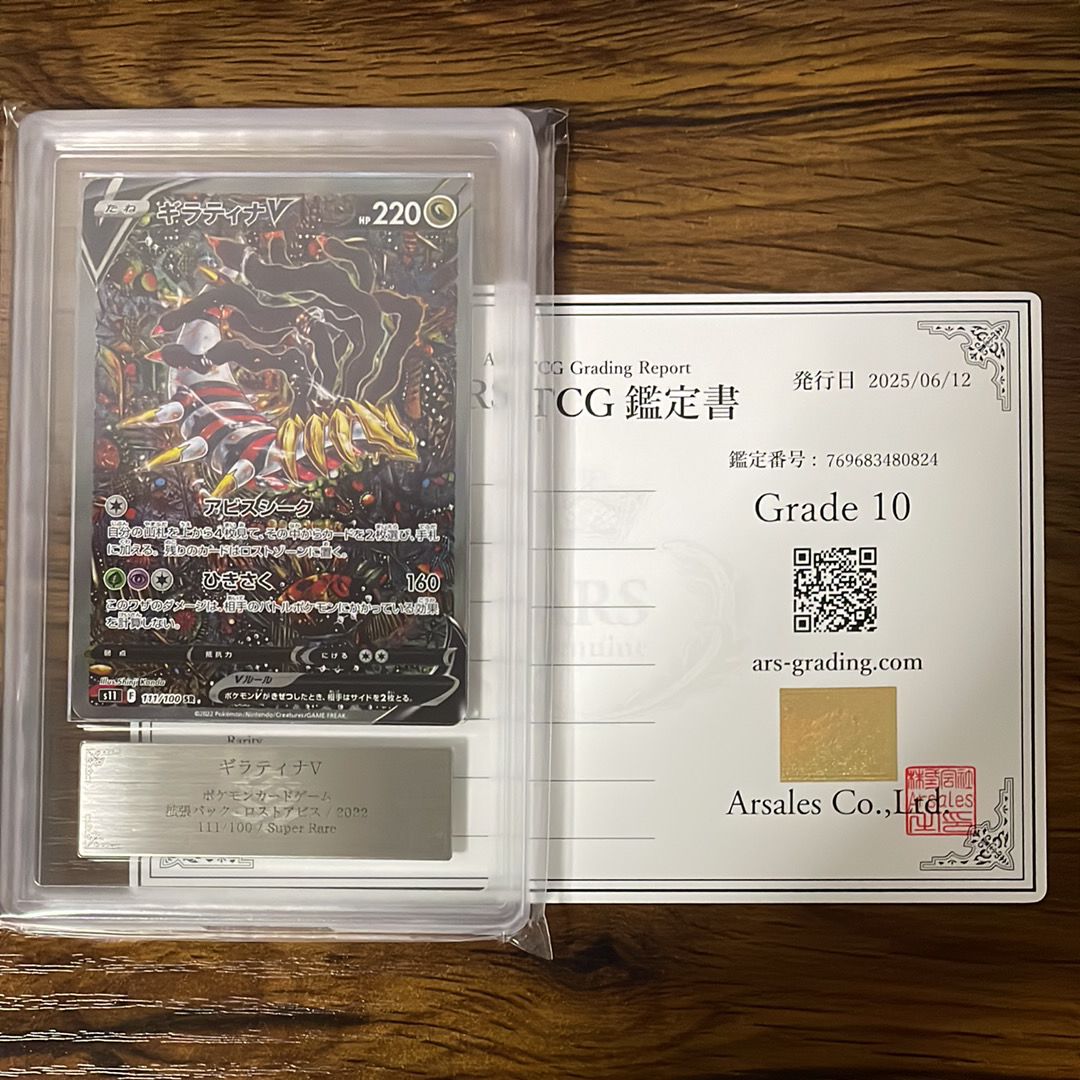 たね
ギラティナV
HP 220
アビスシーク
自分の山札を上から4枚見て、その中からカードを2枚選び、手札
に加える。残りのカードはロストゾーンに置く。
ひきさく 160
このワザのダメージは、相手のバトルポケモンにかかっている効果
を計算しない。
弱点 抵抗力 にげる
Illus.Shinji Kanda
Vルール
ポケモンVがきぜつしたとき、相手はサイドを2枚とる。
s11 F 111/100 SR
©2022 Pokémon/Nintendo/Creatures/GAME FREAK.
ギラティナV
ポケモンカードゲーム
拡張パック・ロストアビス / 2022
111/100 / Super Rare
Rarity
TCG Grading Report
TCG 鑑定書
発行日 2025/06/12
鑑定番号: 769683480824
Grade 10
ARS
ars-grading.com
Arsales Co.,Ltd.